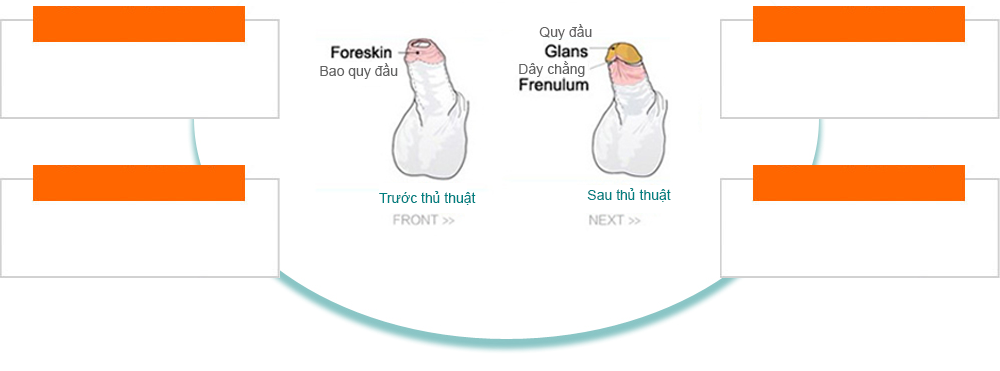 Foreskin
Bao quy đầu
Trước thủ thuật
FRONT >>
Quy đầu
Glans
Dây chằng
Frenulum
Sau thủ thuật
NEXT >>